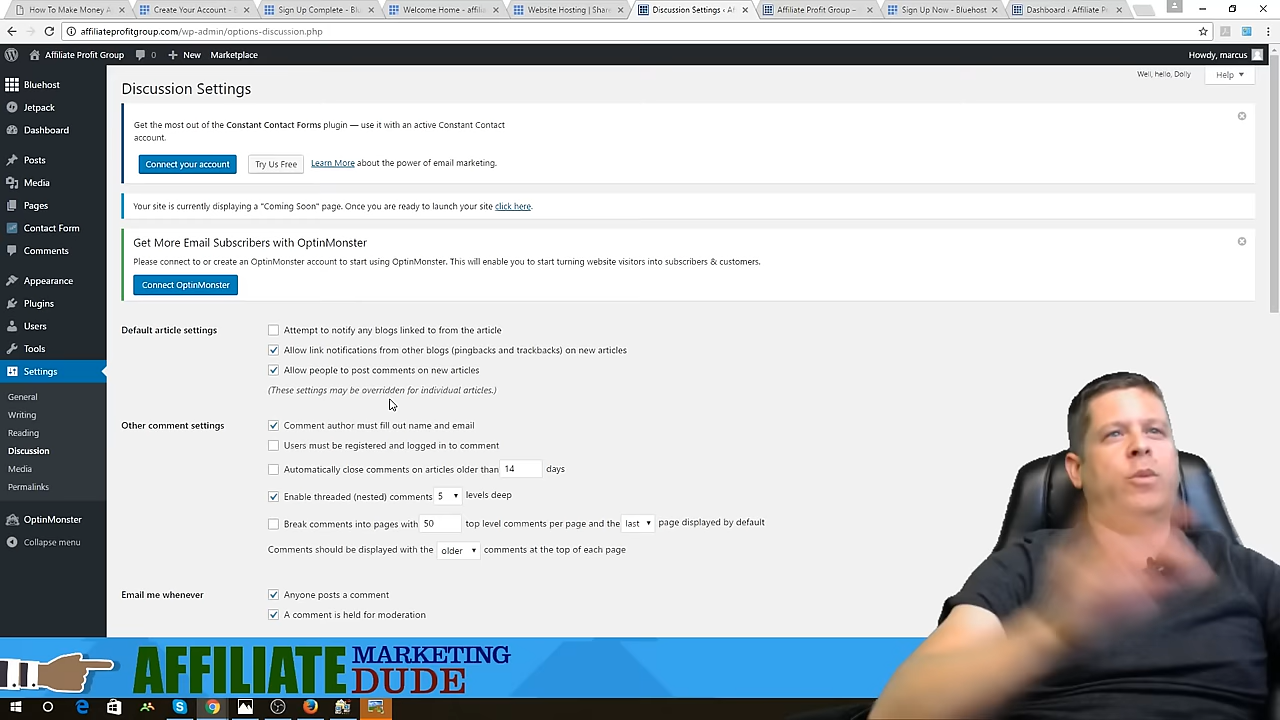 How To Make Money A
Create Your Account - B
Sign Up Complete - Blu
Welcome Home - affilia
Website Hosting | Share
Discussion Settings ‹ Af
Affiliate Profit Group –
Sign Up Now - Bluehost
Dashboard ‹ Affiliate P
affiliateprofitgroup.com/wp-admin/options-discussion.php
Affiliate Profit Group
0
+ New
Marketplace
Howdy, marcus
Well, hello, Dolly
Help ▼
Bluehost
Jetpack
Dashboard
Posts
Media
Pages
Contact Form
Comments
Appearance
Plugins
Users
Tools
Settings
General
Writing
Reading
Discussion
Media
Permalinks
OptinMonster
Collapse menu
Discussion Settings
Get the most out of the Constant Contact Forms plugin — use it with an active Constant Contact
account.
Connect your account
Try Us Free
Learn More about the power of email marketing.
Your site is currently displaying a "Coming Soon" page. Once you are ready to launch your site click here.
Get More Email Subscribers with OptinMonster
Please connect to or create an OptinMonster account to start using OptinMonster. This will enable you to start turning website visitors into subscribers & customers.
Connect OptinMonster
Default article settings
Attempt to notify any blogs linked to from the article
Allow link notifications from other blogs (pingbacks and trackbacks) on new articles
Allow people to post comments on new articles
(These settings may be overridden for individual articles.)
Other comment settings
Comment author must fill out name and email
Users must be registered and logged in to comment
Automatically close comments on articles older than 14 days
Enable threaded (nested) comments 5 levels deep
Break comments into pages with 50 top level comments per page and the last page displayed by default
Comments should be displayed with the older comments at the top of each page
Email me whenever
Anyone posts a comment
A comment is held for moderation
AFFILIATE MARKETING
DUDE